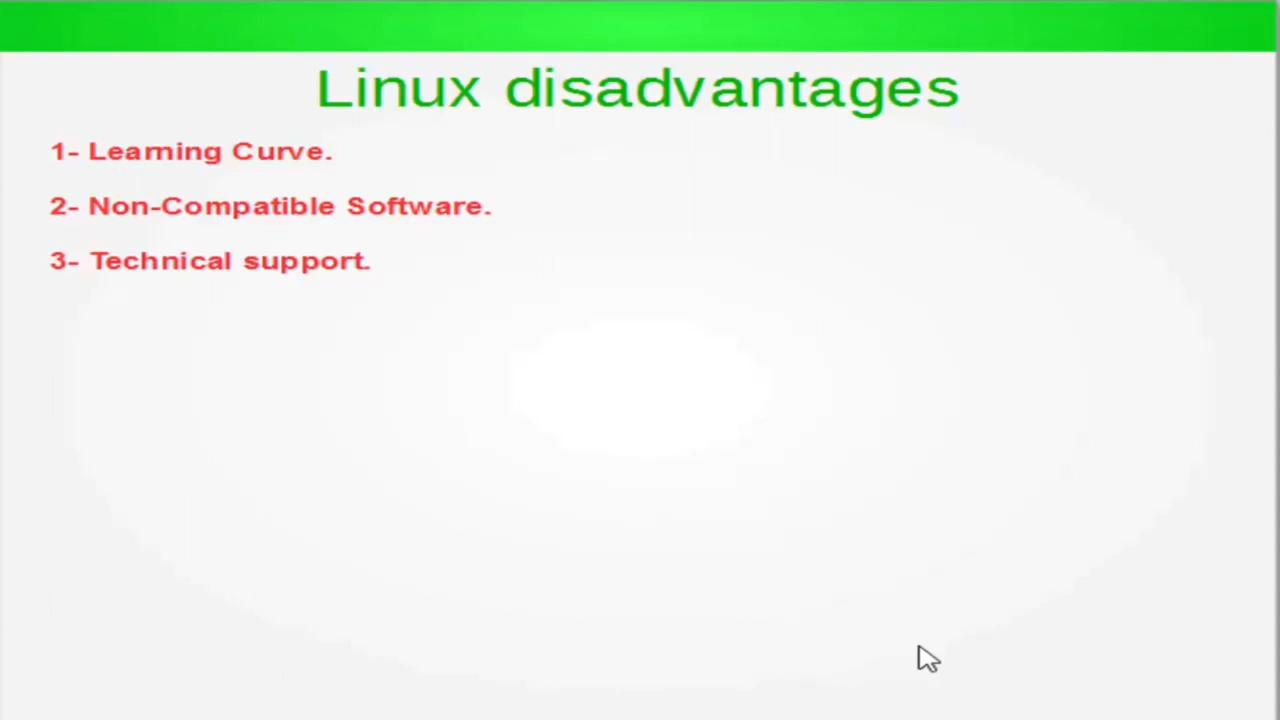 Linux disadvantages
1- Learning Curve.
2- Non-Compatible Software.
3- Technical support.